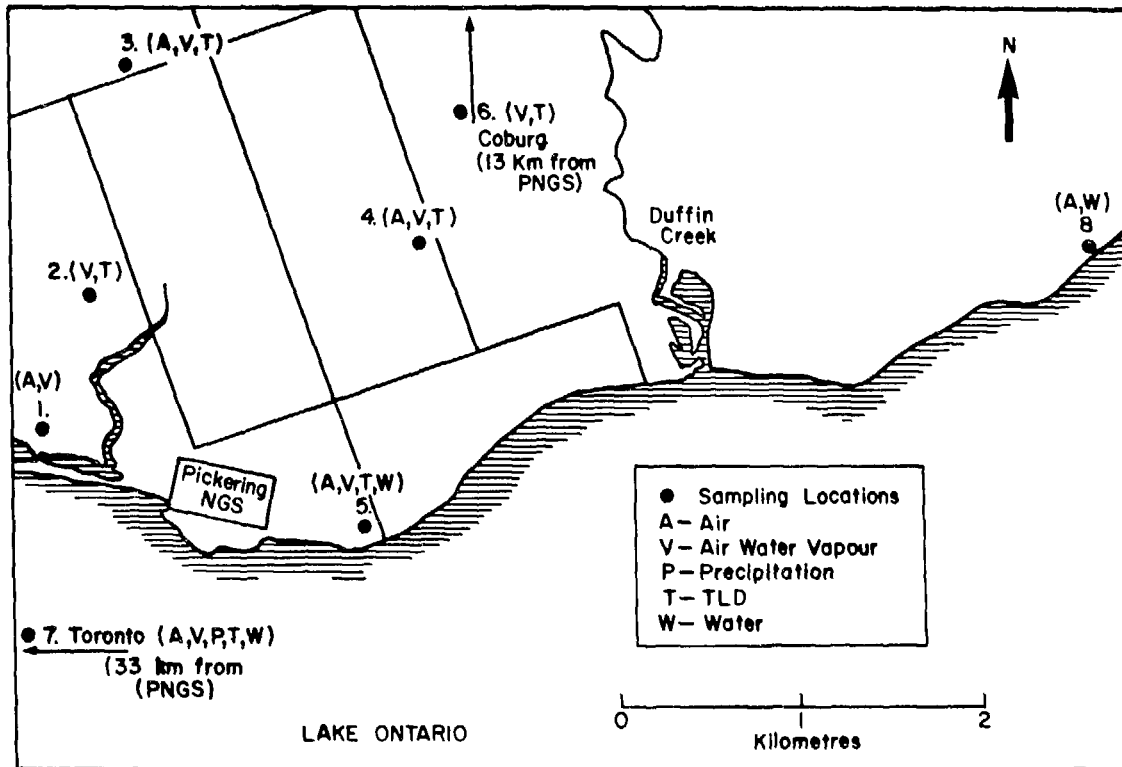 3. (A,V,T)
N
6. (V,T)
Coburg
(13 Km from
PNGS)
4. (A,V,T)
Duffin
Creek
(A,W)
8
2. (V,T)
(A,V)
1.
Pickering
NGS
(A,V,T,W)
5.
Sampling Locations
A – Air
V – Air Water Vapour
P – Precipitation
T – TLD
W – Water
7. Toronto (A,V,P,T,W)
(33 km from
(PNGS)
LAKE ONTARIO
0 1 2
Kilometres